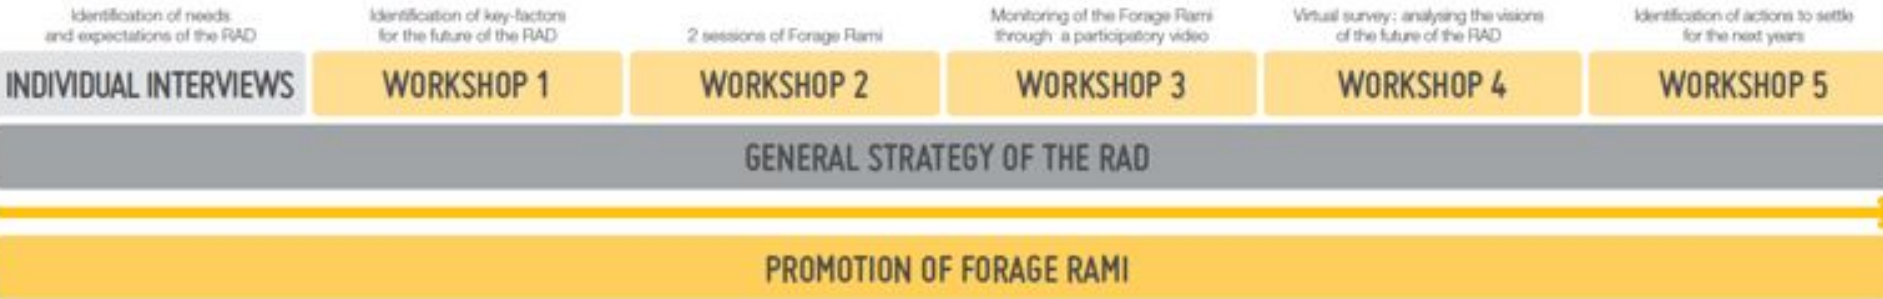 Identification of needs
and expectations of the RAD
Identification of key-factors
for the future of the RAD
2 sessions of Forage Rami
Monitoring of the Forage Rami
through a participatory video
Virtual survey: analysing the visions
of the future of the RAD
Identification of actions to settle
for the next years
INDIVIDUAL INTERVIEWS
WORKSHOP 1
WORKSHOP 2
WORKSHOP 3
WORKSHOP 4
WORKSHOP 5
GENERAL STRATEGY OF THE RAD
PROMOTION OF FORAGE RAMI